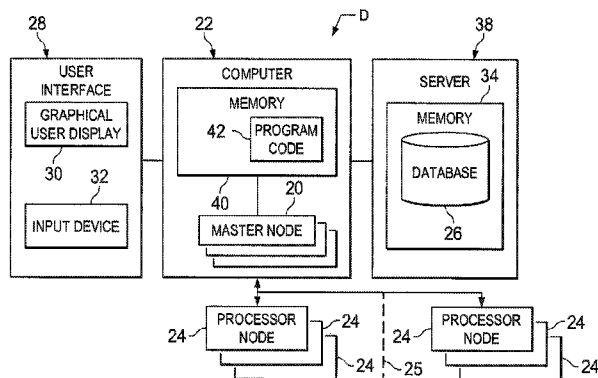 D
28
22
38
USER
INTERFACE
GRAPHICAL
USER DISPLAY
30
32
INPUT DEVICE
COMPUTER
MEMORY
42
PROGRAM
CODE
40
20
MASTER NODE
SERVER
34
MEMORY
DATABASE
26
24
PROCESSOR
NODE
24
24
25
24
PROCESSOR
NODE
24
24